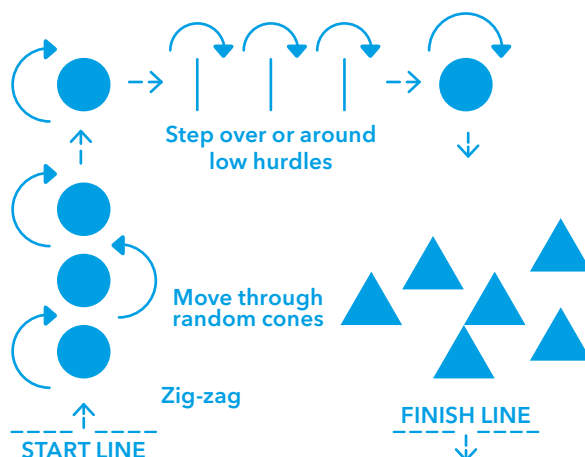 Step over or around
low hurdles
Move through
random cones
Zig-zag
START LINE
FINISH LINE